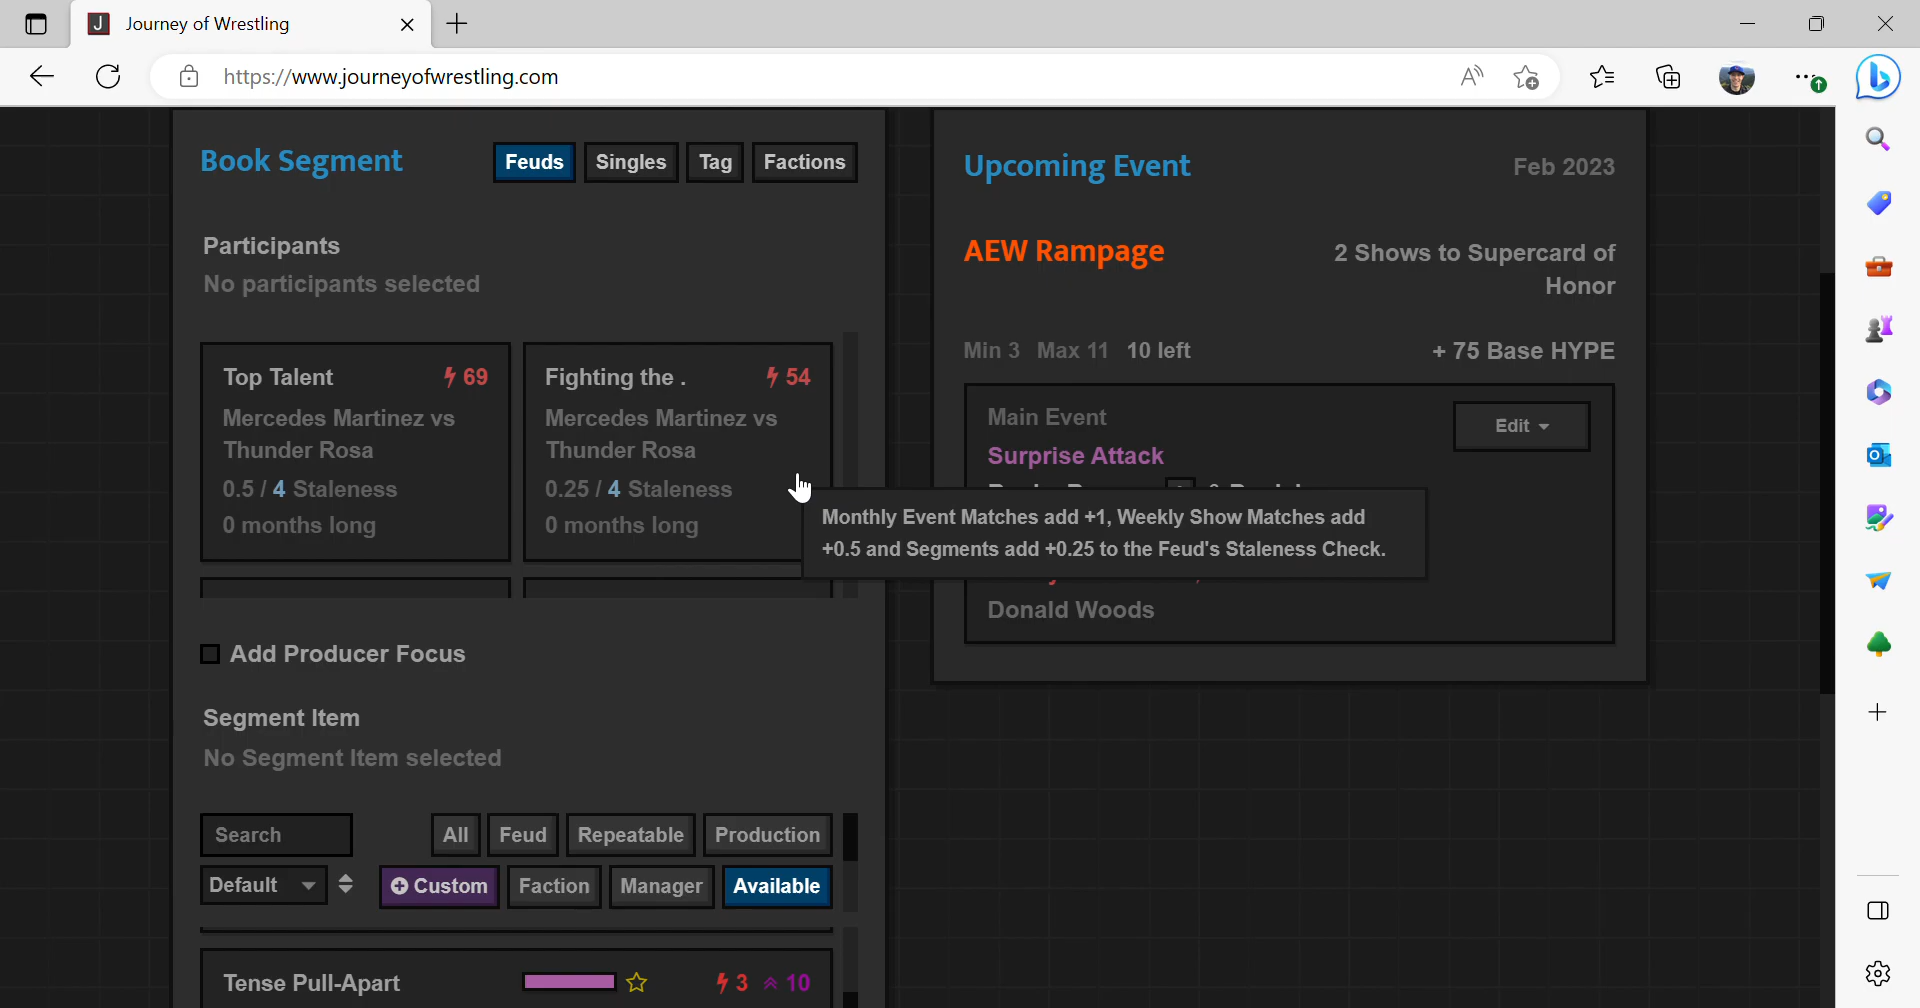 Journey of Wrestling
https://www.journeyofwrestling.com
Book Segment
Feuds Singles Tag Factions
Participants
No participants selected
Top Talent 69
Mercedes Martinez vs
Thunder Rosa
0.5 / 4 Staleness
0 months long
Fighting the . 54
Mercedes Martinez vs
Thunder Rosa
0.25 / 4 Staleness
0 months long
Monthly Event Matches add +1, Weekly Show Matches add
+0.5 and Segments add +0.25 to the Feud's Staleness Check.
Add Producer Focus
Segment Item
No Segment Item selected
Search All Feud Repeatable Production
Default Custom Faction Manager Available
Tense Pull-Apart 3 10
Upcoming Event Feb 2023
AEW Rampage 2 Shows to Supercard of
Honor
Min 3 Max 11 10 left + 75 Base HYPE
Main Event Edit
Surprise Attack
Donald Woods